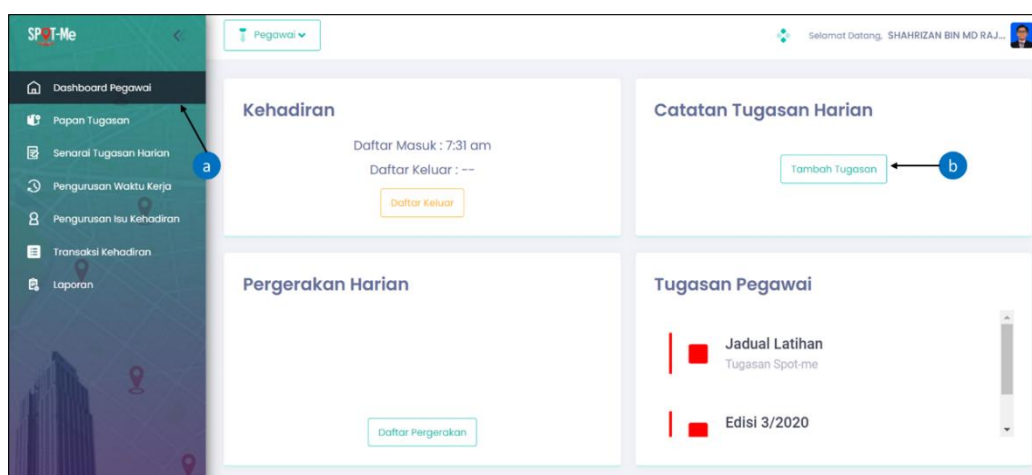 SPOT-Me
Pegawai
Selamat Datang, SHAHRIZAN BIN MD RAJ...
Dashboard Pegawai
Papan Tugasan
Senarai Tugasan Harian
Pengurusan Waktu Kerja
Pengurusan Isu Kehadiran
Transaksi Kehadiran
Laporan
a
Kehadiran
Daftar Masuk : 7:31 am
Daftar Keluar : --
Daftar Keluar
Catatan Tugasan Harian
Tambah Tugasan
b
Pergerakan Harian
Daftar Pergerakan
Tugasan Pegawai
Jadual Latihan
Tugasan Spot-me
Edisi 3/2020